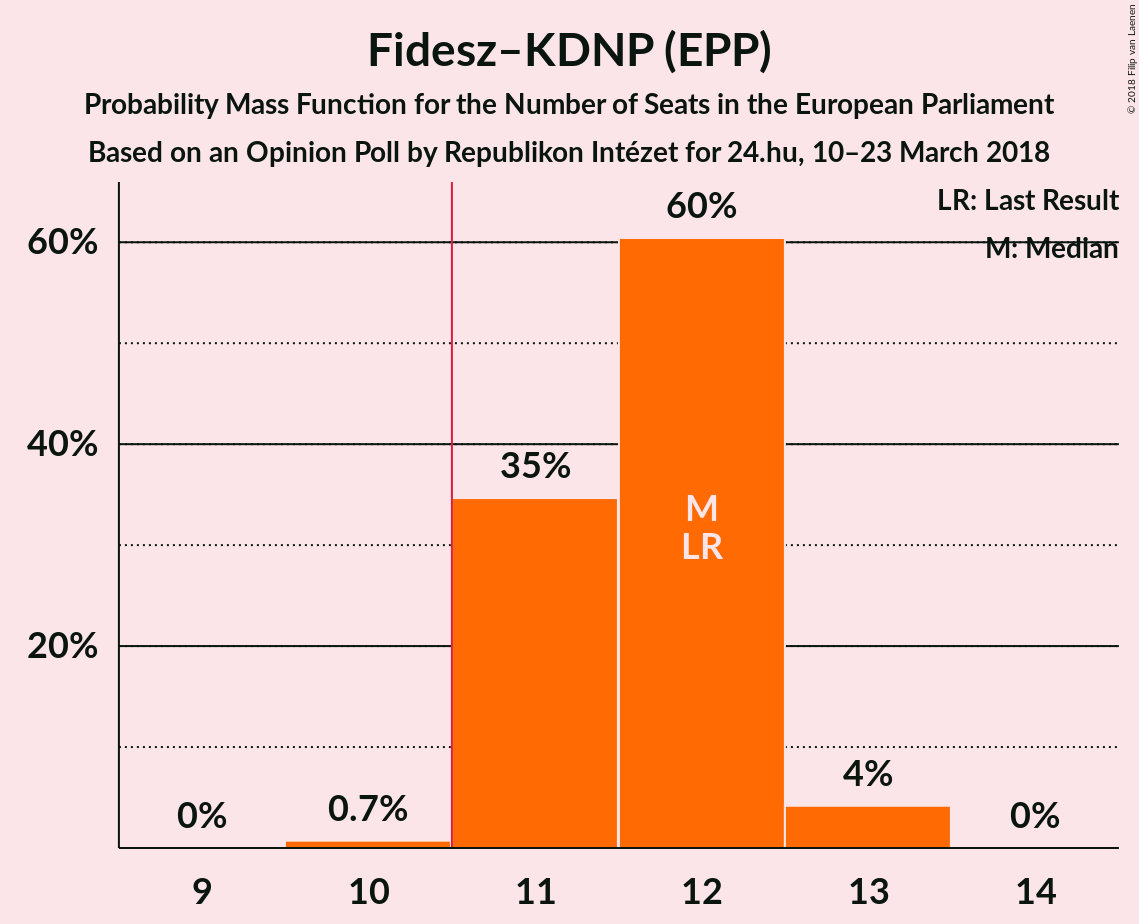 Fidesz–KDNP (EPP)
Probability Mass Function for the Number of Seats in the European Parliament
Based on an Opinion Poll by Republikon Intézet for 24.hu, 10–23 March 2018
© 2018 Filip van Laenen
LR: Last Result
M: Median
60%
40%
20%
0%
0.7%
35%
60%
4%
0%
M
LR
9
10
11
12
13
14